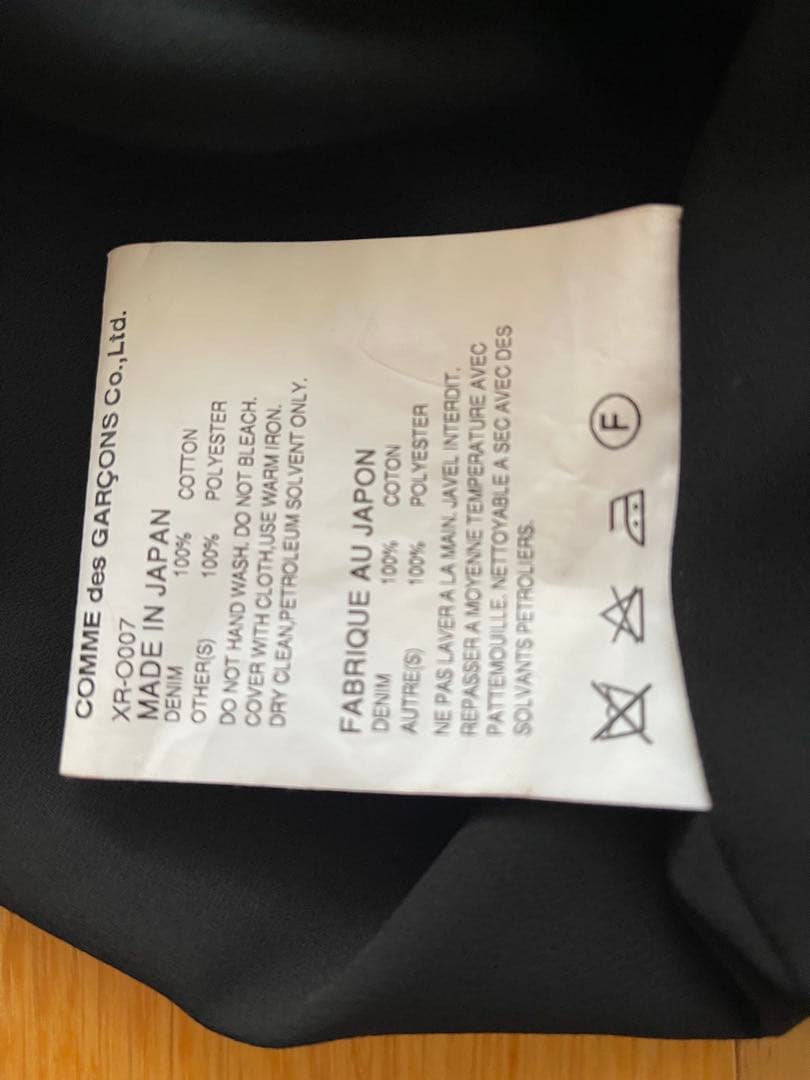 COMME des GARÇONS Co.,Ltd.
XR-O007
MADE IN JAPAN
DENIM 100% COTTON
OTHER(S) 100% POLYESTER
DO NOT HAND WASH. DO NOT BLEACH.
COVER WITH CLOTH,USE WARM IRON.
DRY CLEAN,PETROLEUM SOLVENT ONLY.
FABRIQUE AU JAPON
DENIM 100% COTON
AUTRE(S) 100% POLYESTER
NE PAS LAVER A LA MAIN. JAVEL INTERDIT.
REPASSER A MOYENNE TEMPERATURE AVEC
PATTEMOUILLE. NETTOYABLE A SEC AVEC DES
SOLVANTS PETROLIERS.
F